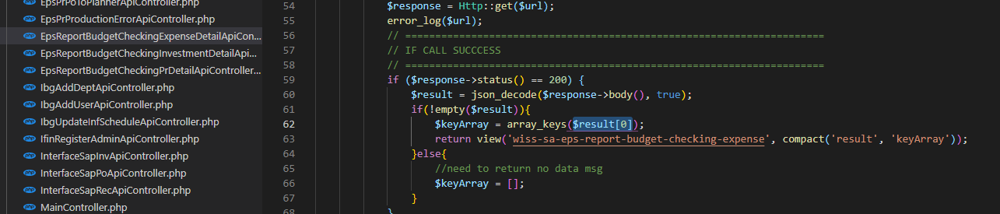 EpsPrPoToPlannerApiController.php
EpsPrProductionErrorApiController.php
EpsReportBudgetCheckingExpenseDetailApiCon...
EpsReportBudgetCheckingInvestmentDetailApi...
EpsReportBudgetCheckingPrDetailApiController...
IbgAddDeptApiController.php
IbgAddUserApiController.php
IbgUpdateInfScheduleApiController.php
IfinRegisterAdminApiController.php
InterfaceSapInvApiController.php
InterfaceSapPoApiController.php
InterfaceSapRecApiController.php
MainController.php
54 $response = Http::get($url);
55 error_log($url);
56 // =====================================================================
57 // IF CALL SUCCCESS
58 // =====================================================================
59 if ($response->status() == 200) {
60 $result = json_decode($response->body(), true);
61 if(!empty($result)){
62 $keyArray = array_keys($result[0]);
63 return view('wiss-sa-eps-report-budget-checking-expense', compact('result', 'keyArray'));
64 }else{
65 //need to return no data msg
66 $keyArray = [];
67 }
68 }